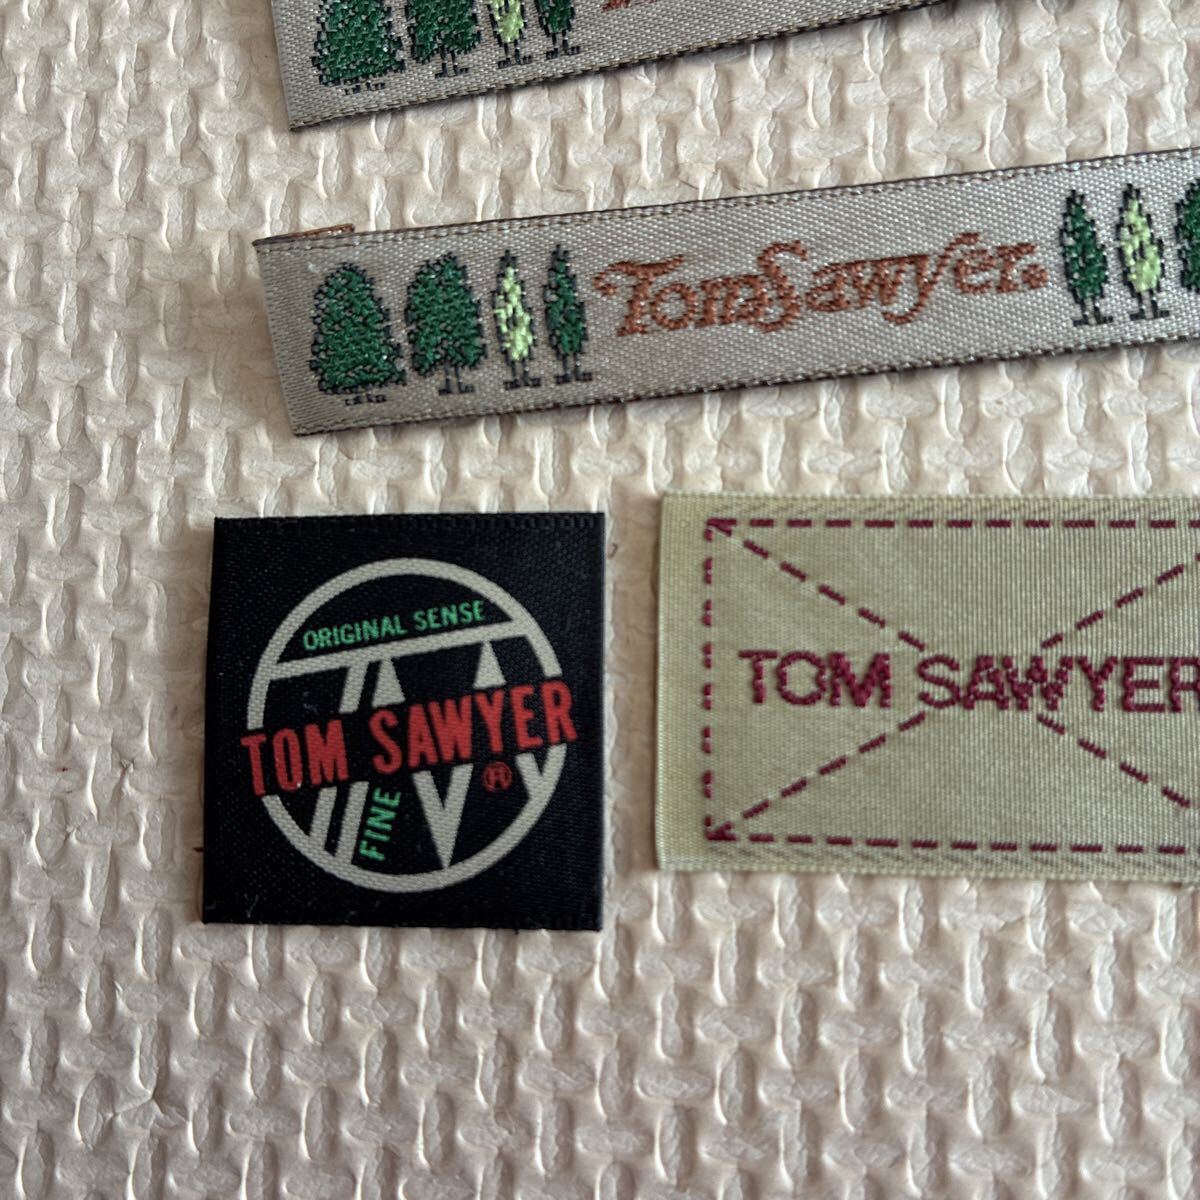 TomSawyer®
ORIGINAL SENSE
TOM SAWYER
®
FINE
TOM SAWYER